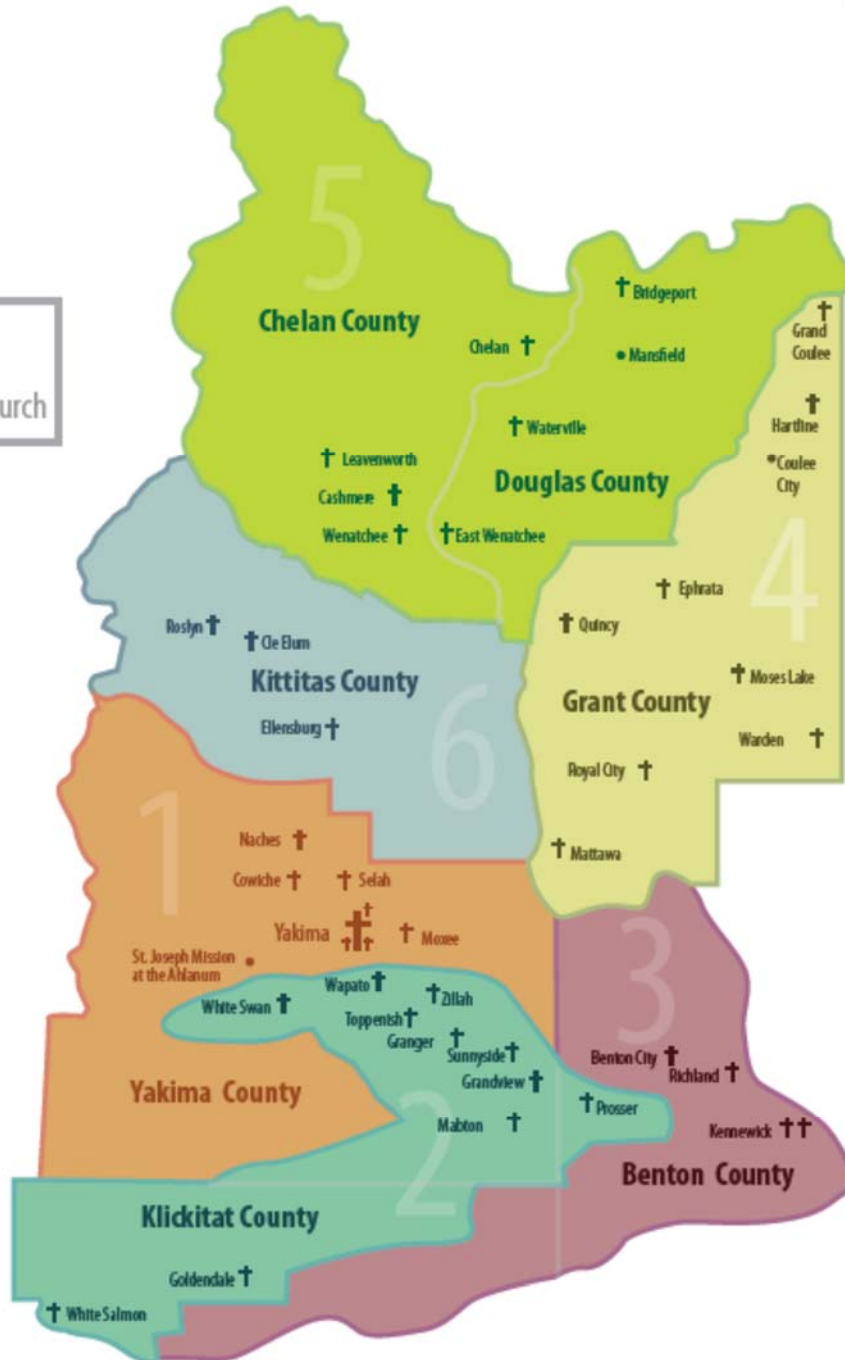 5
Chelan County
Bridgeport
Chelan
Mansfield
Grand
Coulee
urch
Hartline
Waterville
Leavenworth
Coulee
City
Douglas County
Cashmere
Wenatchee
East Wenatchee
4
Ephrata
Quincy
Roslyn
Cle Elum
Kittitas County
Moses Lake
Grant County
Ellensburg
6
Warden
Royal City
1
Naches
Mattawa
Cowiche
Selah
Yakima
Moxee
3
St. Joseph Mission
at the Ahlanum
Wapato
White Swan
Zillah
Toppenish
Granger
Sunnyside
Benton City
Richland
Grandview
Yakima County
Prosser
2
Mabton
Kennewick
Benton County
Klickitat County
Goldendale
White Salmon